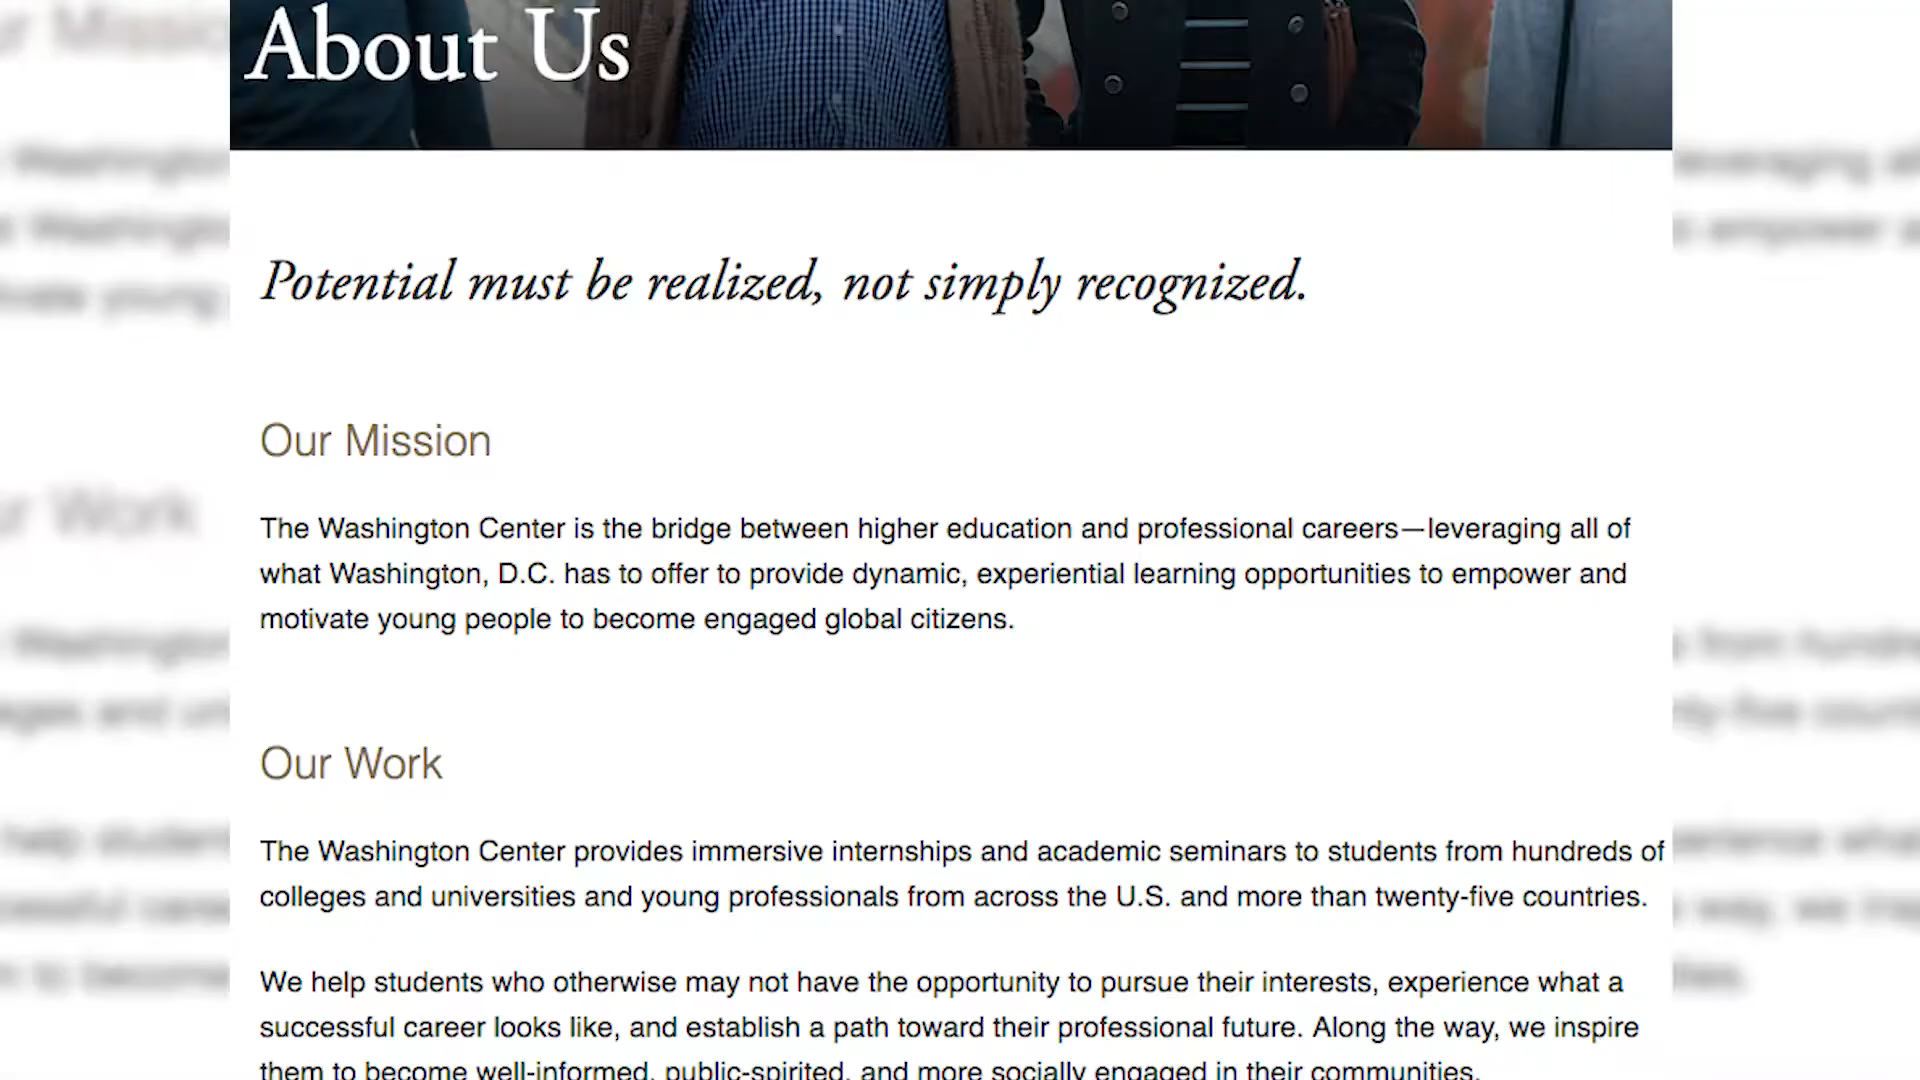 About Us
Potential must be realized, not simply recognized.
Our Mission
The Washington Center is the bridge between higher education and professional careers—leveraging all of
what Washington, D.C. has to offer to provide dynamic, experiential learning opportunities to empower and
motivate young people to become engaged global citizens.
Our Work
The Washington Center provides immersive internships and academic seminars to students from hundreds of
colleges and universities and young professionals from across the U.S. and more than twenty-five countries.
We help students who otherwise may not have the opportunity to pursue their interests, experience what a
successful career looks like, and establish a path toward their professional future. Along the way, we inspire
them to become well-informed, public-spirited, and more socially engaged in their communities.